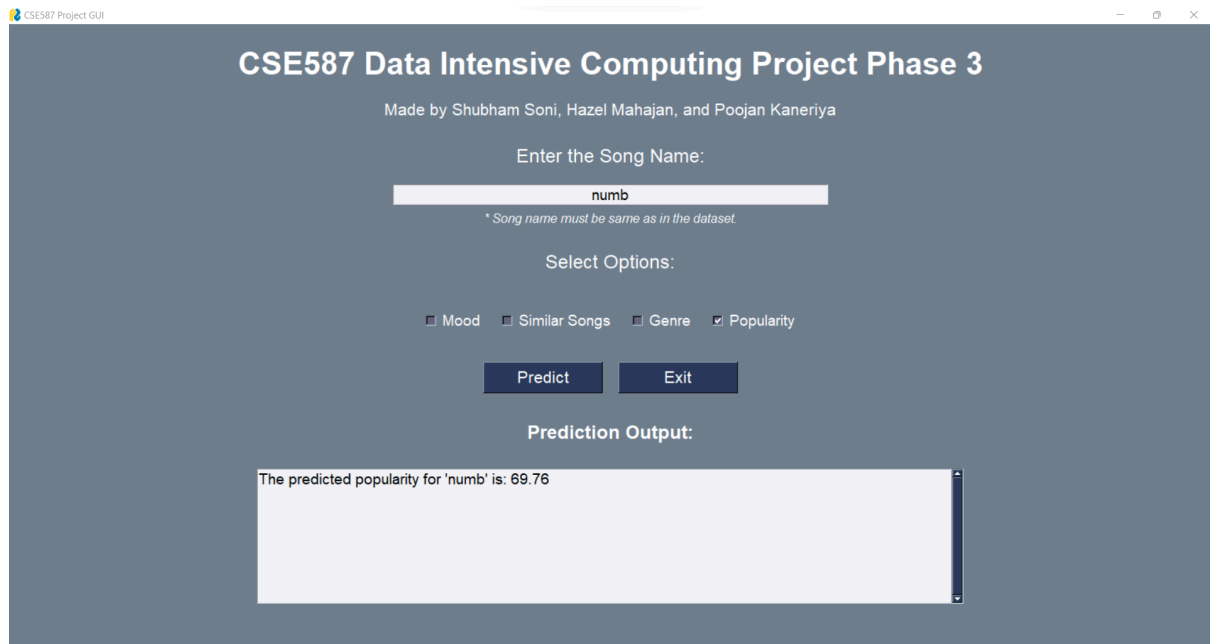 CSE587 Project GUI
CSE587 Data Intensive Computing Project Phase 3
Made by Shubham Soni, Hazel Mahajan, and Poojan Kaneriya
Enter the Song Name:
numb
* Song name must be same as in the dataset.
Select Options:
Mood Similar Songs Genre Popularity
Predict Exit
Prediction Output:
The predicted popularity for 'numb' is: 69.76